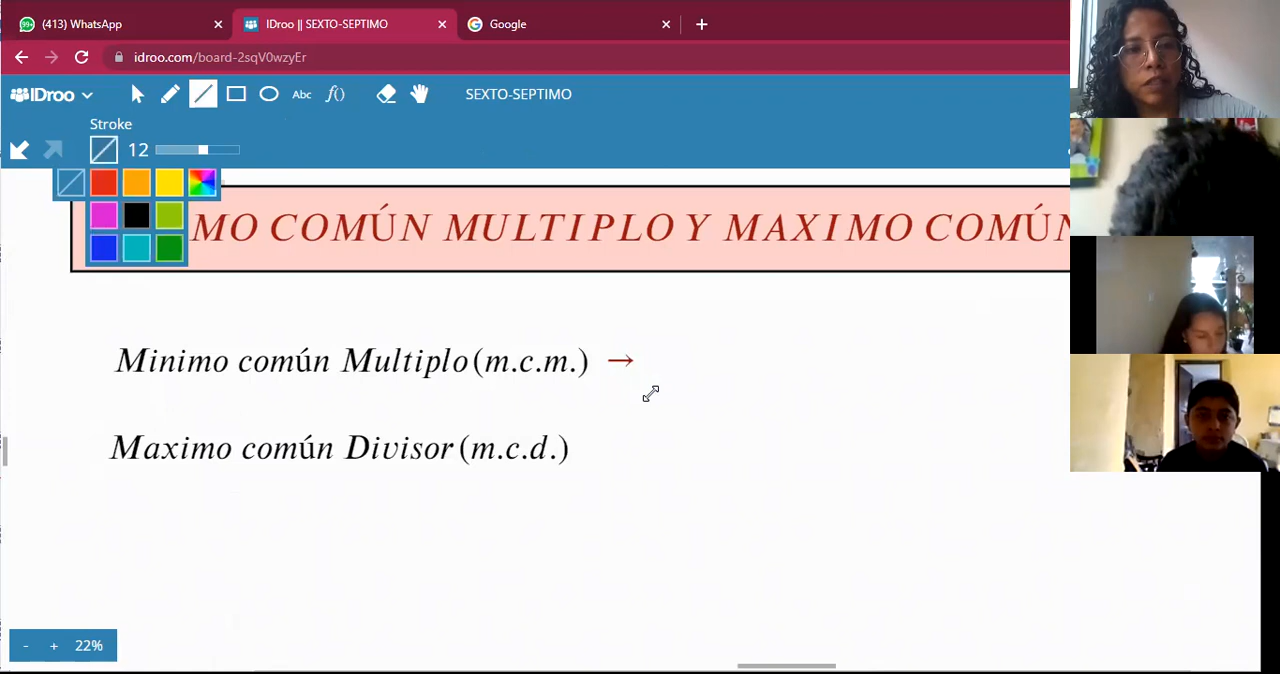 (413) WhatsApp
IDroo || SEXTO-SEPTIMO
Google
idroo.com/board-2sqV0wzyEr
IDroo
Abc
f()
SEXTO-SEPTIMO
Stroke
12
MO COMÚN MULTIPLO Y MAXIMO COMÚN
Minimo común Multiplo (m.c.m.) →
Maximo común Divisor (m.c.d.)
- + 22%